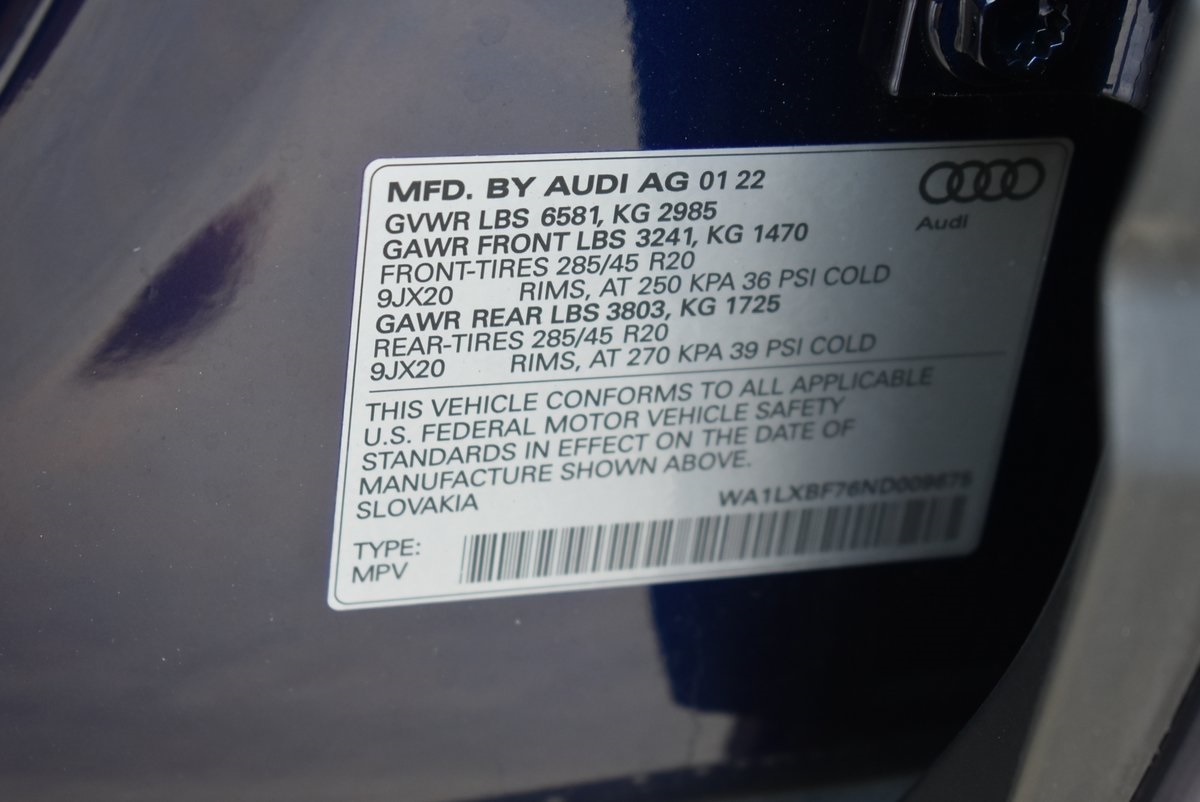 MFD. BY AUDI AG 01 22
Audi
GVWR LBS 6581, KG 2985
GAWR FRONT LBS 3241, KG 1470
FRONT-TIRES 285/45 R20
9JX20 RIMS, AT 250 KPA 36 PSI COLD
GAWR REAR LBS 3803, KG 1725
REAR-TIRES 285/45 R20
9JX20 RIMS, AT 270 KPA 39 PSI COLD
THIS VEHICLE CONFORMS TO ALL APPLICABLE
U.S. FEDERAL MOTOR VEHICLE SAFETY
STANDARDS IN EFFECT ON THE DATE OF
MANUFACTURE SHOWN ABOVE.
SLOVAKIA
TYPE:
MPV